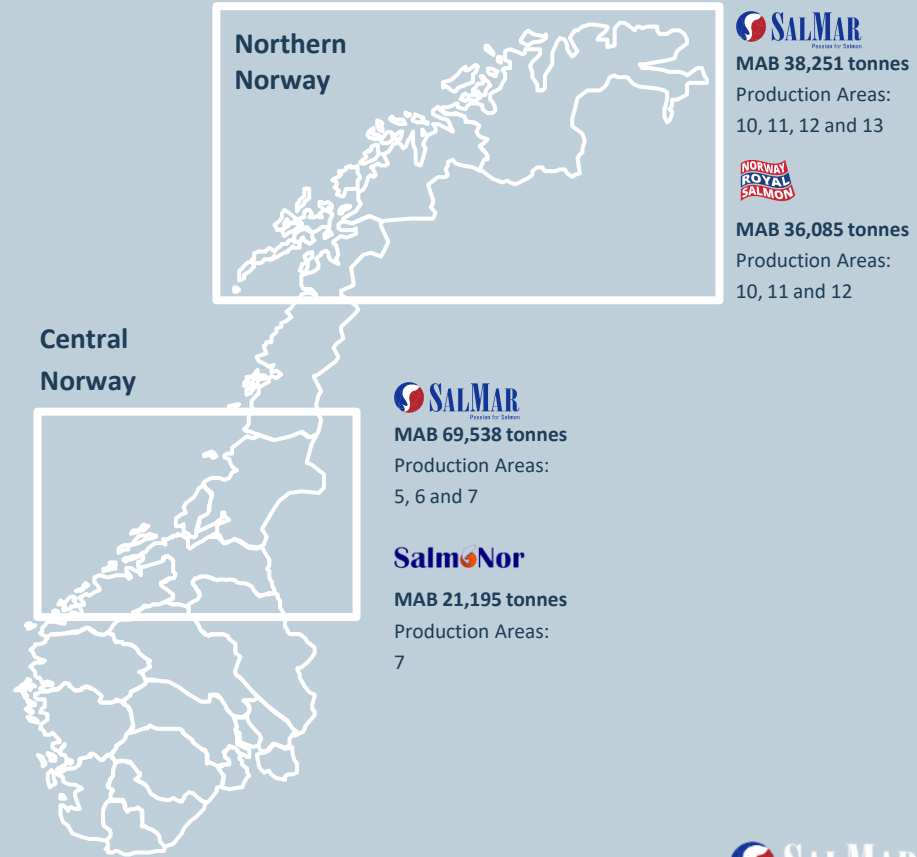 Northern
Norway
SALMAR
Passion for Salmon
MAB 38,251 tonnes
Production Areas:
10, 11, 12 and 13
NORWAY
ROYAL
SALMON
MAB 36,085 tonnes
Production Areas:
10, 11 and 12
Central
Norway
SALMAR
Passion for Salmon
MAB 69,538 tonnes
Production Areas:
5, 6 and 7
SalmoNor
MAB 21,195 tonnes
Production Areas:
7
SALMAR